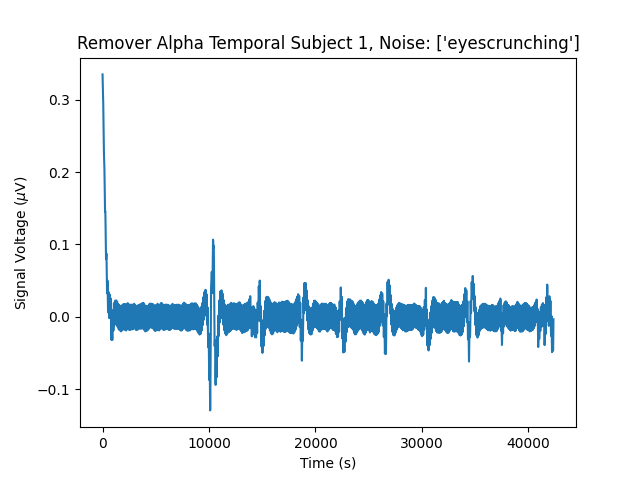 Remover Alpha Temporal Subject 1, Noise: ['eyescrunching']
Signal Voltage (μV)
0.3
0.2
0.1
0.0
−0.1
0 10000 20000 30000 40000
Time (s)